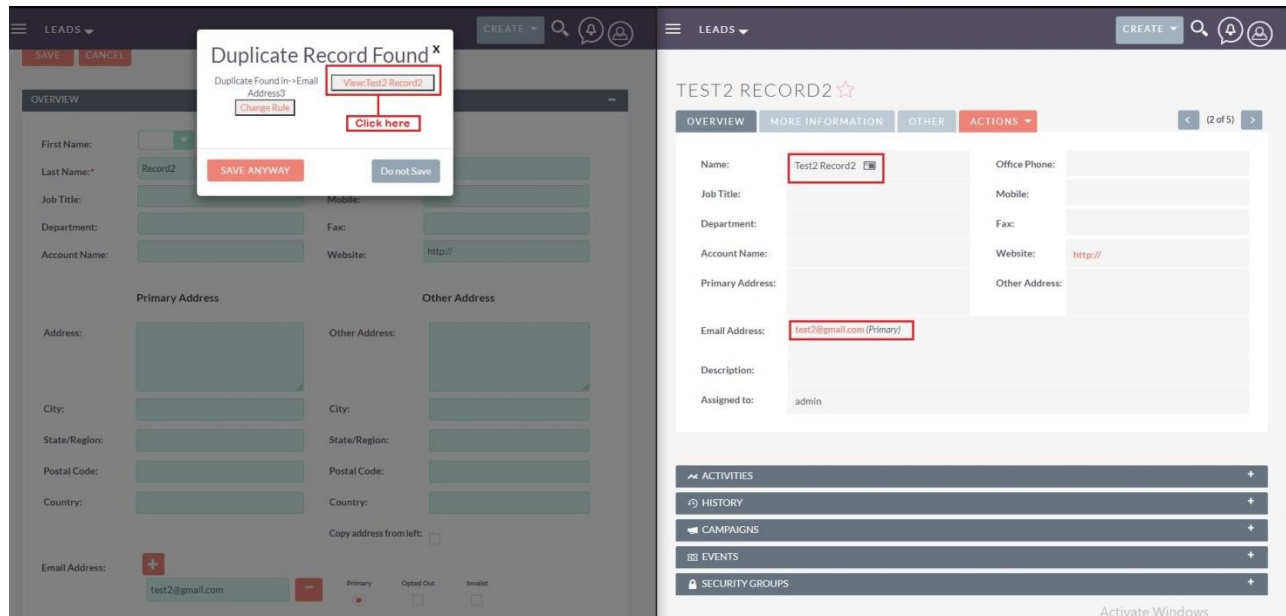 LEADS
CREATE
SAVE CANCEL
Duplicate Record Found X
Duplicate Found in->Email Address3
View:Test2 Record2
Change Rule
Click here
SAVE ANYWAY Do not Save
OVERVIEW
First Name:
Last Name:* Record2
Job Title: Mobile:
Department: Fax:
Account Name: Website: http://
Primary Address Other Address
Address: Other Address:
City: City:
State/Region: State/Region:
Postal Code: Postal Code:
Country: Country:
Copy address from left:
Email Address:
test2@gmail.com Primary Opted Out Invalid
LEADS
CREATE
TEST2 RECORD2
OVERVIEW MORE INFORMATION OTHER ACTIONS < (2 of 5) >
Name: Test2 Record2 Office Phone:
Job Title: Mobile:
Department: Fax:
Account Name: Website: http://
Primary Address: Other Address:
Email Address: test2@gmail.com (Primary)
Description:
Assigned to: admin
ACTIVITIES +
HISTORY +
CAMPAIGNS +
EVENTS +
SECURITY GROUPS +
Activate Windows